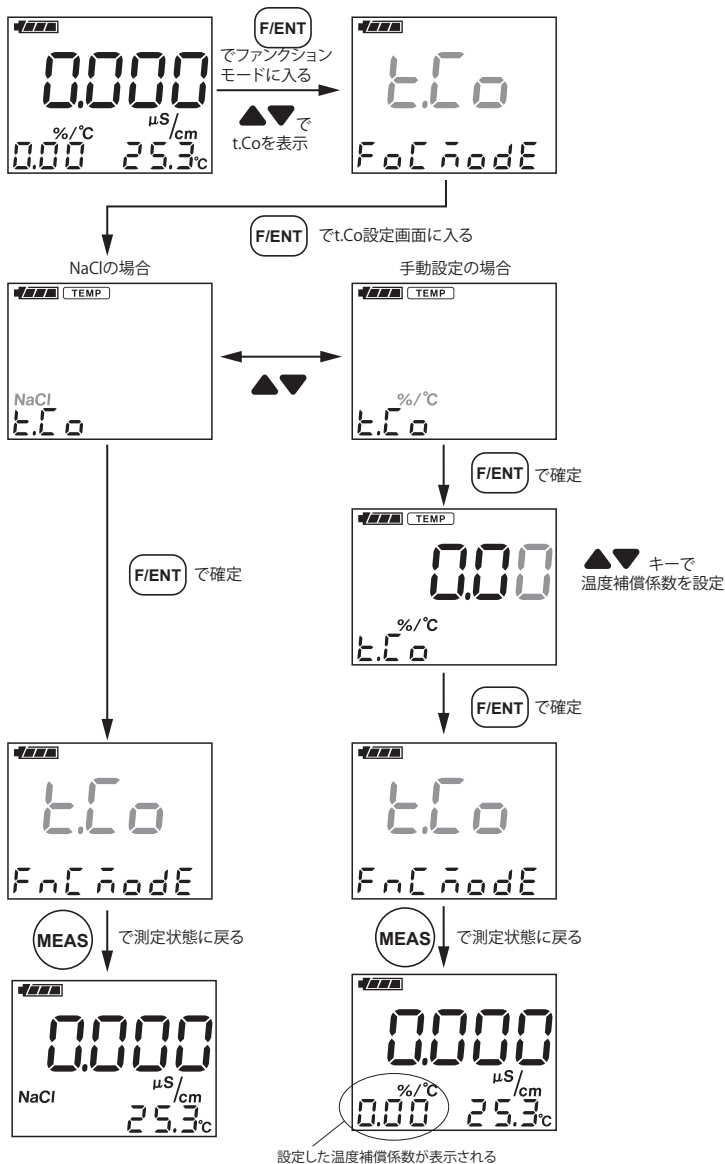 0.000
μS/cm
%/℃
0.00 25.3℃
F/ENT
でファンクション
モードに入る
▲▼で
t.Coを表示
t.Co
FoC modE
F/ENT でt.Co設定画面に入る
NaClの場合
TEMP
NaCl
t.Co
▲▼
手動設定の場合
TEMP
%/℃
t.Co
F/ENT で確定
F/ENT で確定
TEMP
0.00
%/℃
t.Co
▲▼ キーで
温度補償係数を設定
F/ENT で確定
t.Co
FnC modE
t.Co
FnC modE
MEAS で測定状態に戻る
MEAS で測定状態に戻る
0.000
μS/cm
NaCl
25.3℃
0.000
μS/cm
%/℃
0.00 25.3℃
設定した温度補償係数が表示される